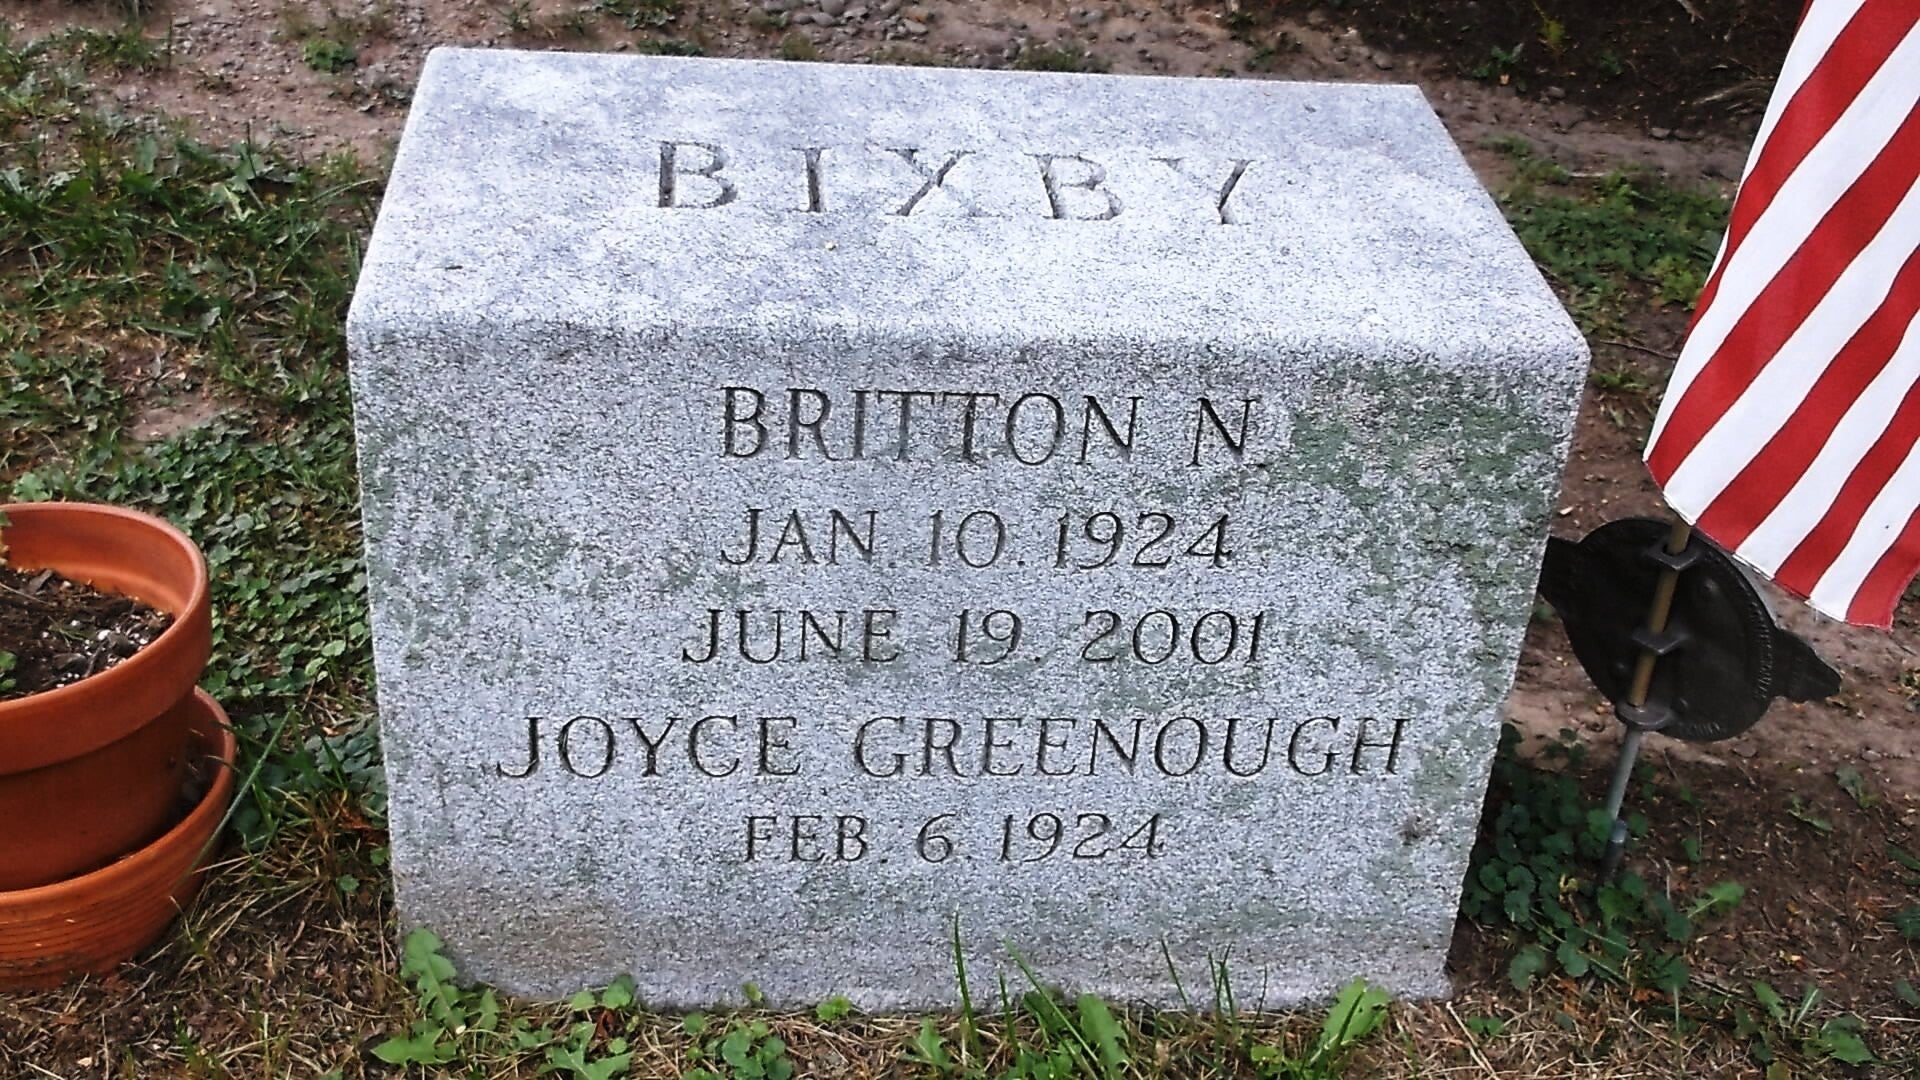 BIXBY
BRITTON N.
JAN. 10. 1924
JUNE 19. 2001
JOYCE GREENOUGH
FEB. 6. 1924